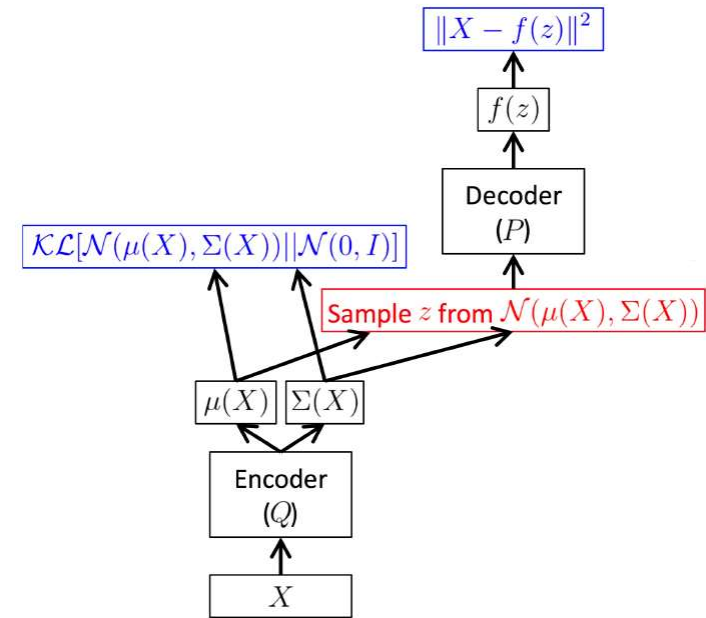 ‖X − f(z)‖²
f(z)
Decoder
(P)
𝒦ℒ[𝒩(μ(X), Σ(X))||𝒩(0, I)]
Sample z from 𝒩(μ(X), Σ(X))
μ(X) Σ(X)
Encoder
(Q)
X